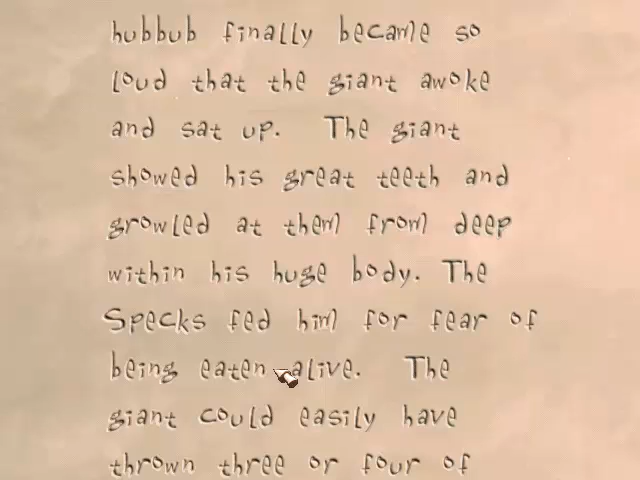 hubbub finally became so
loud that the giant awoke
and sat up. The giant
showed his great teeth and
growled at them from deep
within his huge body. The
Specks fed him for fear of
being eaten alive. The
giant could easily have
thrown three or four of